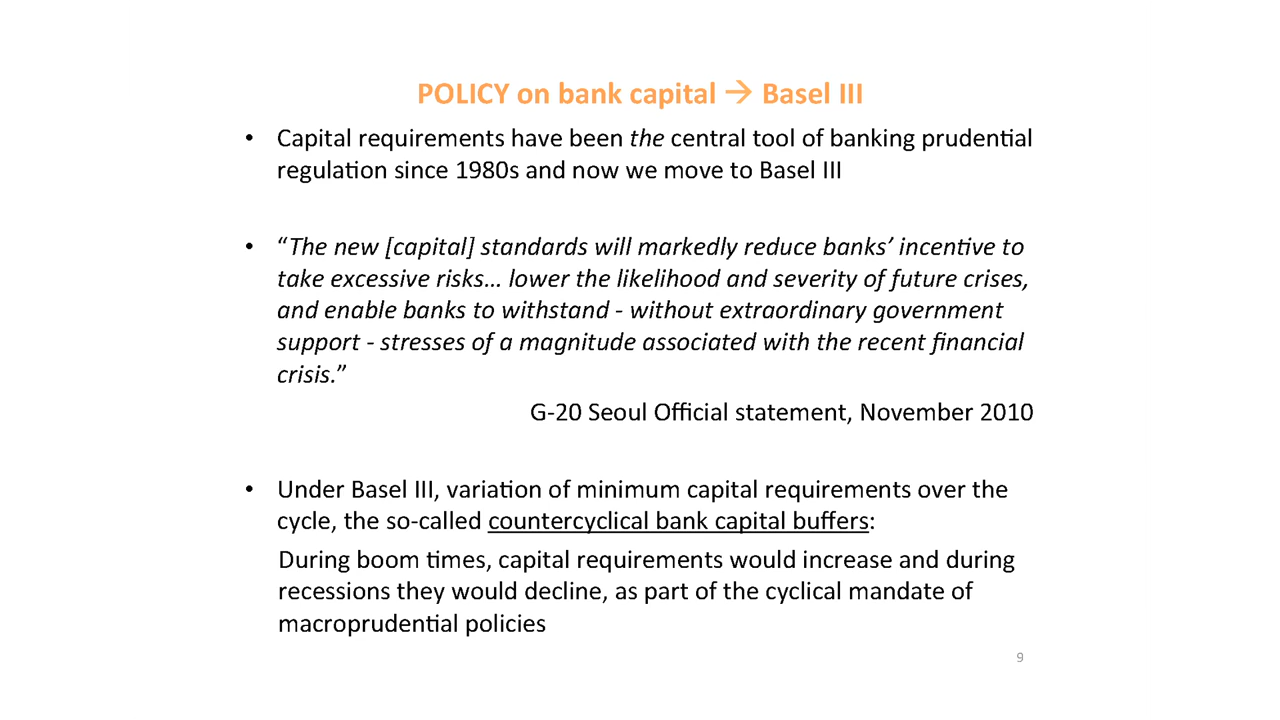 POLICY on bank capital → Basel III
• Capital requirements have been the central tool of banking prudential
regulation since 1980s and now we move to Basel III
• “The new [capital] standards will markedly reduce banks’ incentive to
take excessive risks… lower the likelihood and severity of future crises,
and enable banks to withstand - without extraordinary government
support - stresses of a magnitude associated with the recent financial
crisis.”
G-20 Seoul Official statement, November 2010
• Under Basel III, variation of minimum capital requirements over the
cycle, the so-called countercyclical bank capital buffers:
During boom times, capital requirements would increase and during
recessions they would decline, as part of the cyclical mandate of
macroprudential policies
9